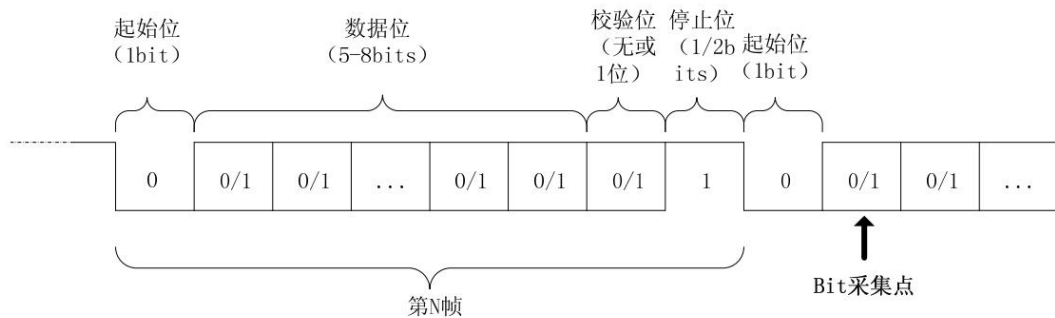 起始位
（1bit）
数据位
（5-8bits）
校验位
（无或
1位）
停止位
（1/2b
its）
起始位
（1bit）
0
0/1
0/1
...
0/1
0/1
0/1
1
0
0/1
0/1
...
第N帧
Bit采集点